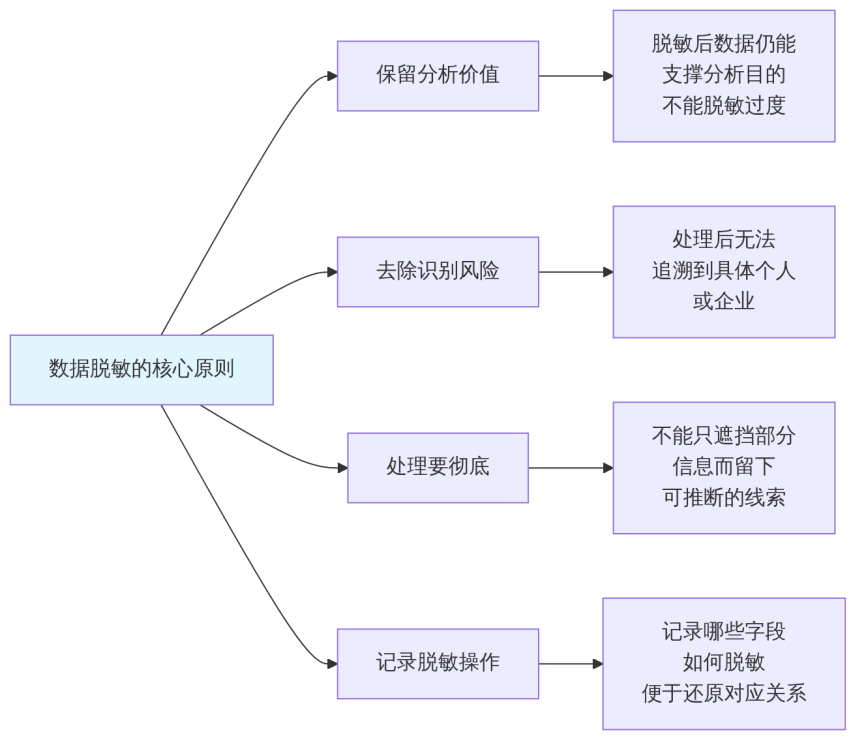 数据脱敏的核心原则
保留分析价值
脱敏后数据仍能
支撑分析目的
不能脱敏过度
去除识别风险
处理后无法
追溯到具体个人
或企业
处理要彻底
不能只遮挡部分
信息而留下
可推断的线索
记录脱敏操作
记录哪些字段
如何脱敏
便于还原对应关系